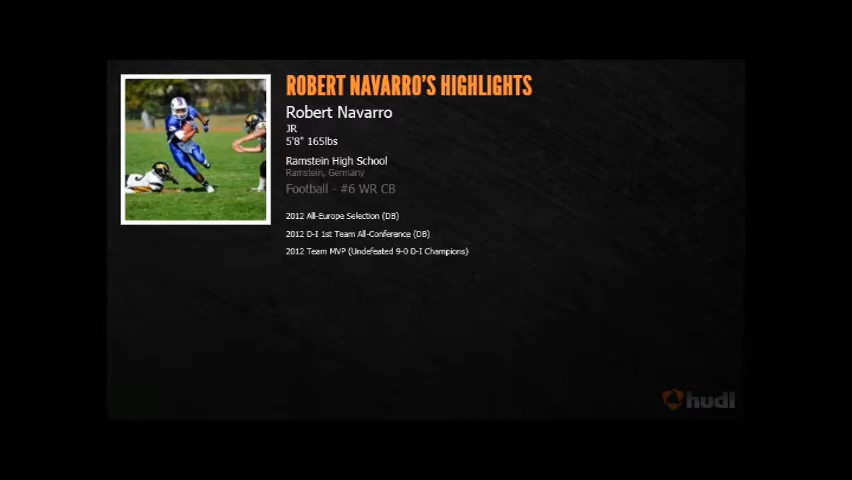 ROBERT NAVARRO'S HIGHLIGHTS
Robert Navarro
JR
5'8" 165lbs
Ramstein High School
Ramstein, Germany
Football - #6 WR CB
2012 All-Europe Selection (DB)
2012 D-I 1st Team All-Conference (DB)
2012 Team MVP (Undefeated 9-0 D-I Champions)
hudl